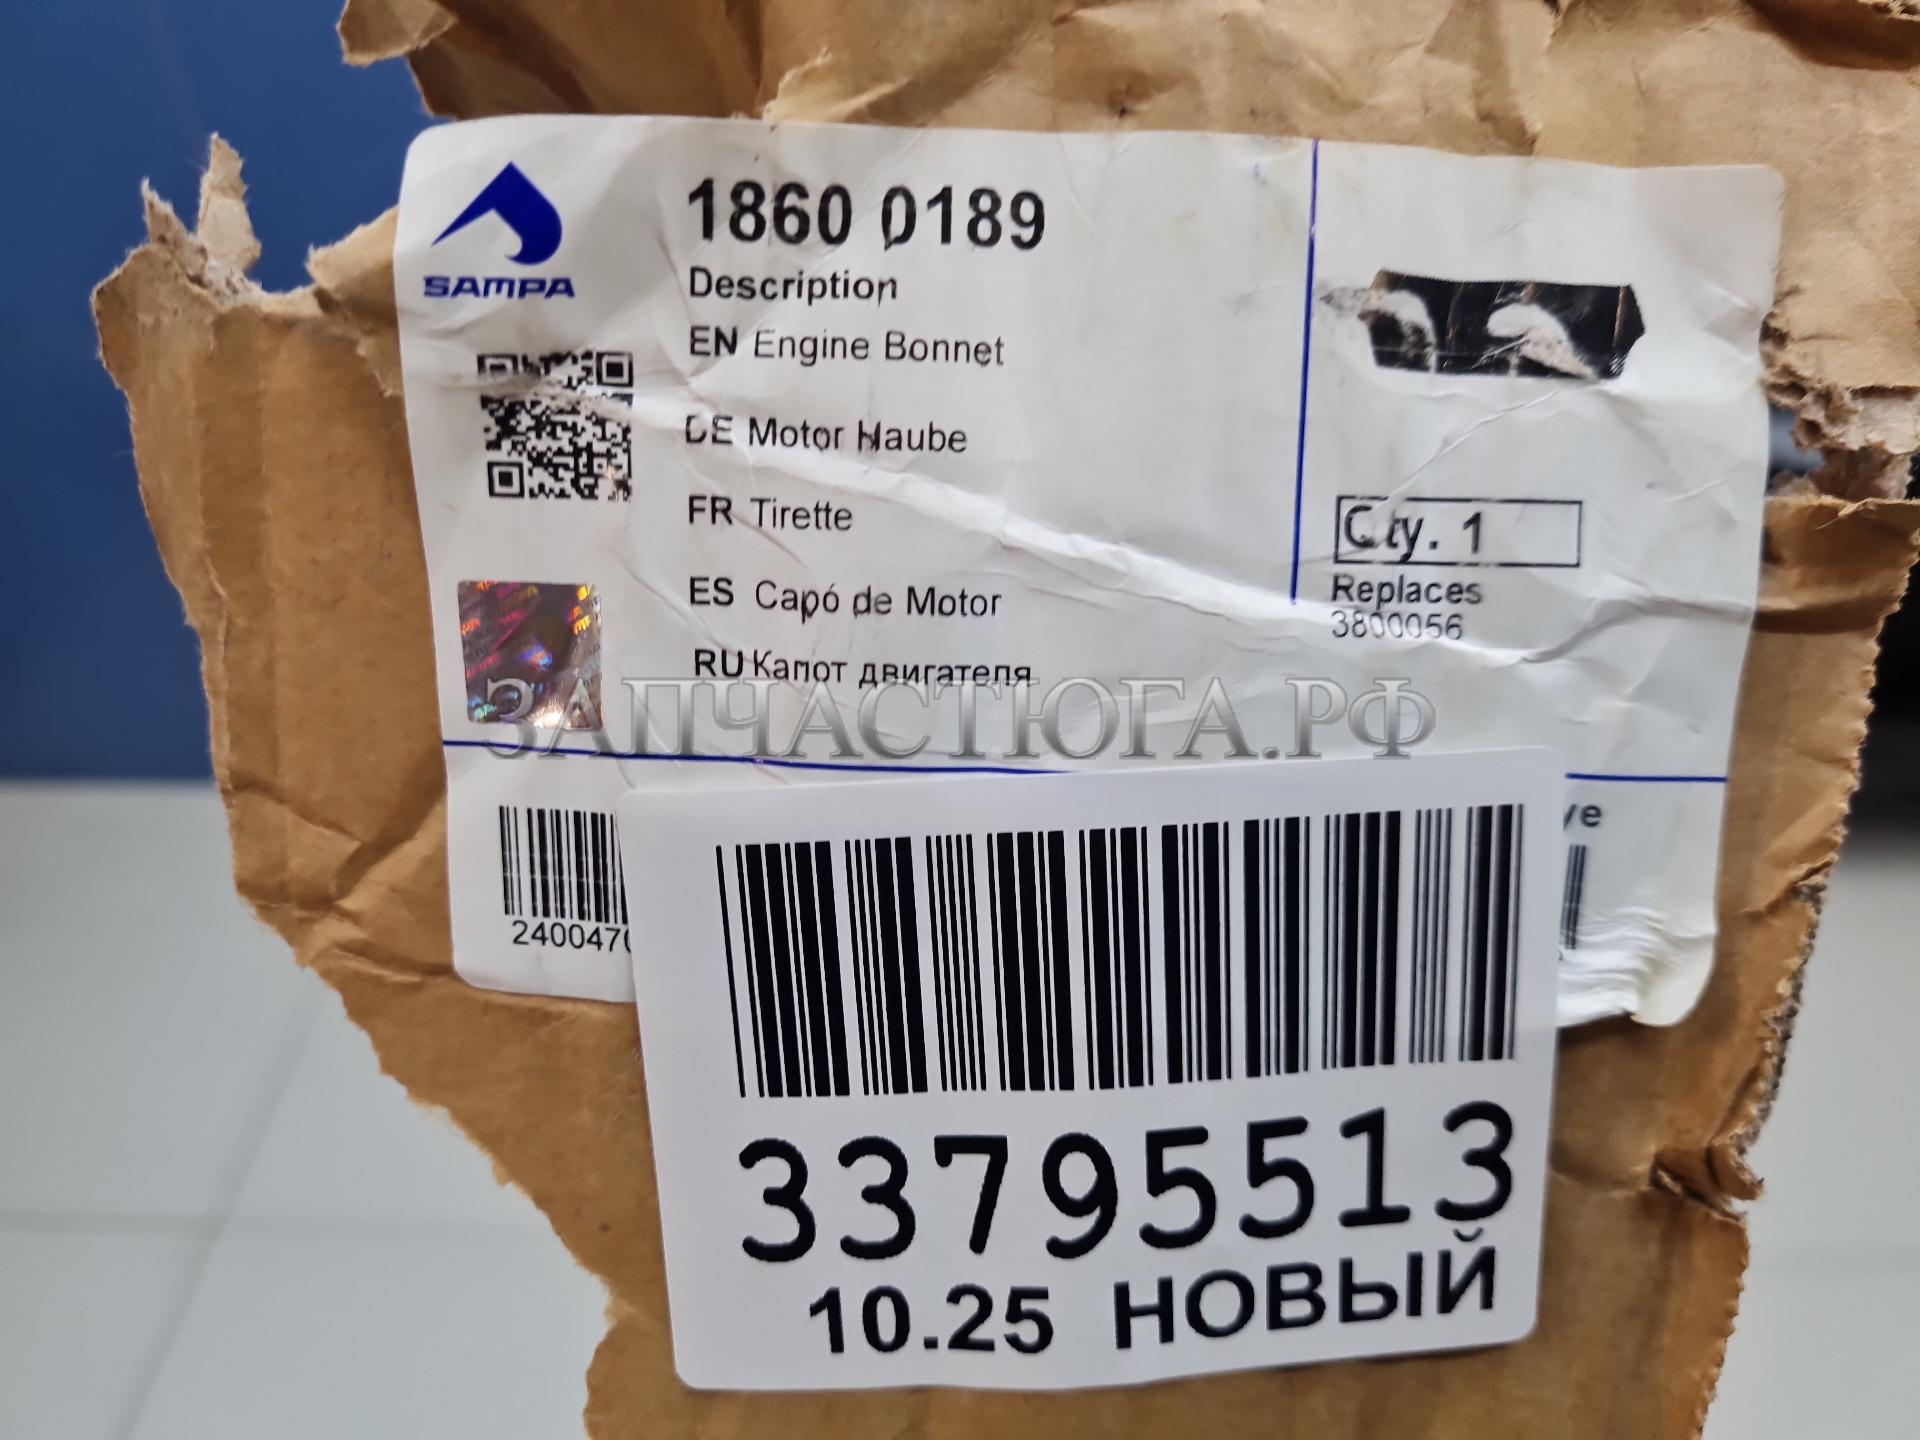 SAMPA
1860 0189
Description
EN Engine Bonnet
DE Motor Haube
FR Tirette
ES Capó de Motor
RU Капот двигателя
Qty. 1
Replaces
3800056
ЗАПЧАСТЮГА.РФ
33795513
10.25 НОВЫЙ